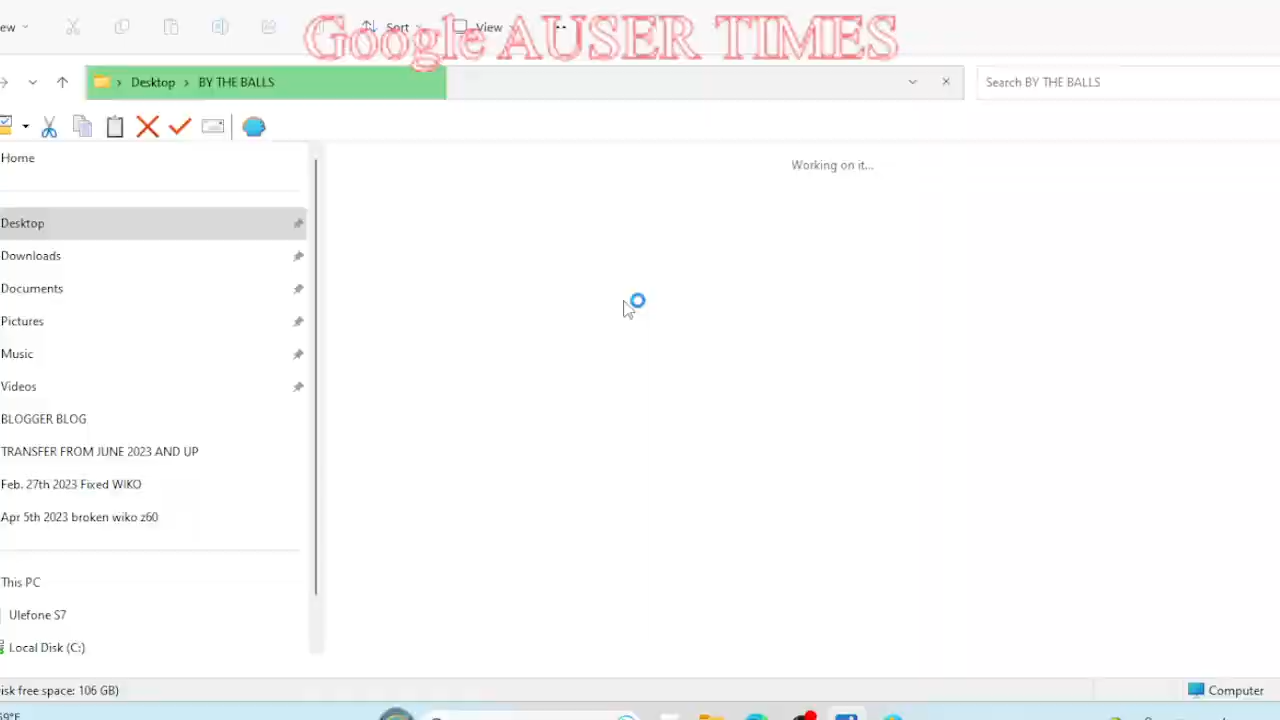 ew
Sort
View
Google AUSER TIMES
Desktop
BY THE BALLS
Search BY THE BALLS
Home
Working on it...
Desktop
Downloads
Documents
Pictures
Music
Videos
BLOGGER BLOG
TRANSFER FROM JUNE 2023 AND UP
Feb. 27th 2023 Fixed WIKO
Apr 5th 2023 broken wiko z60
This PC
Ulefone S7
Local Disk (C:)
isk free space: 106 GB)
Computer